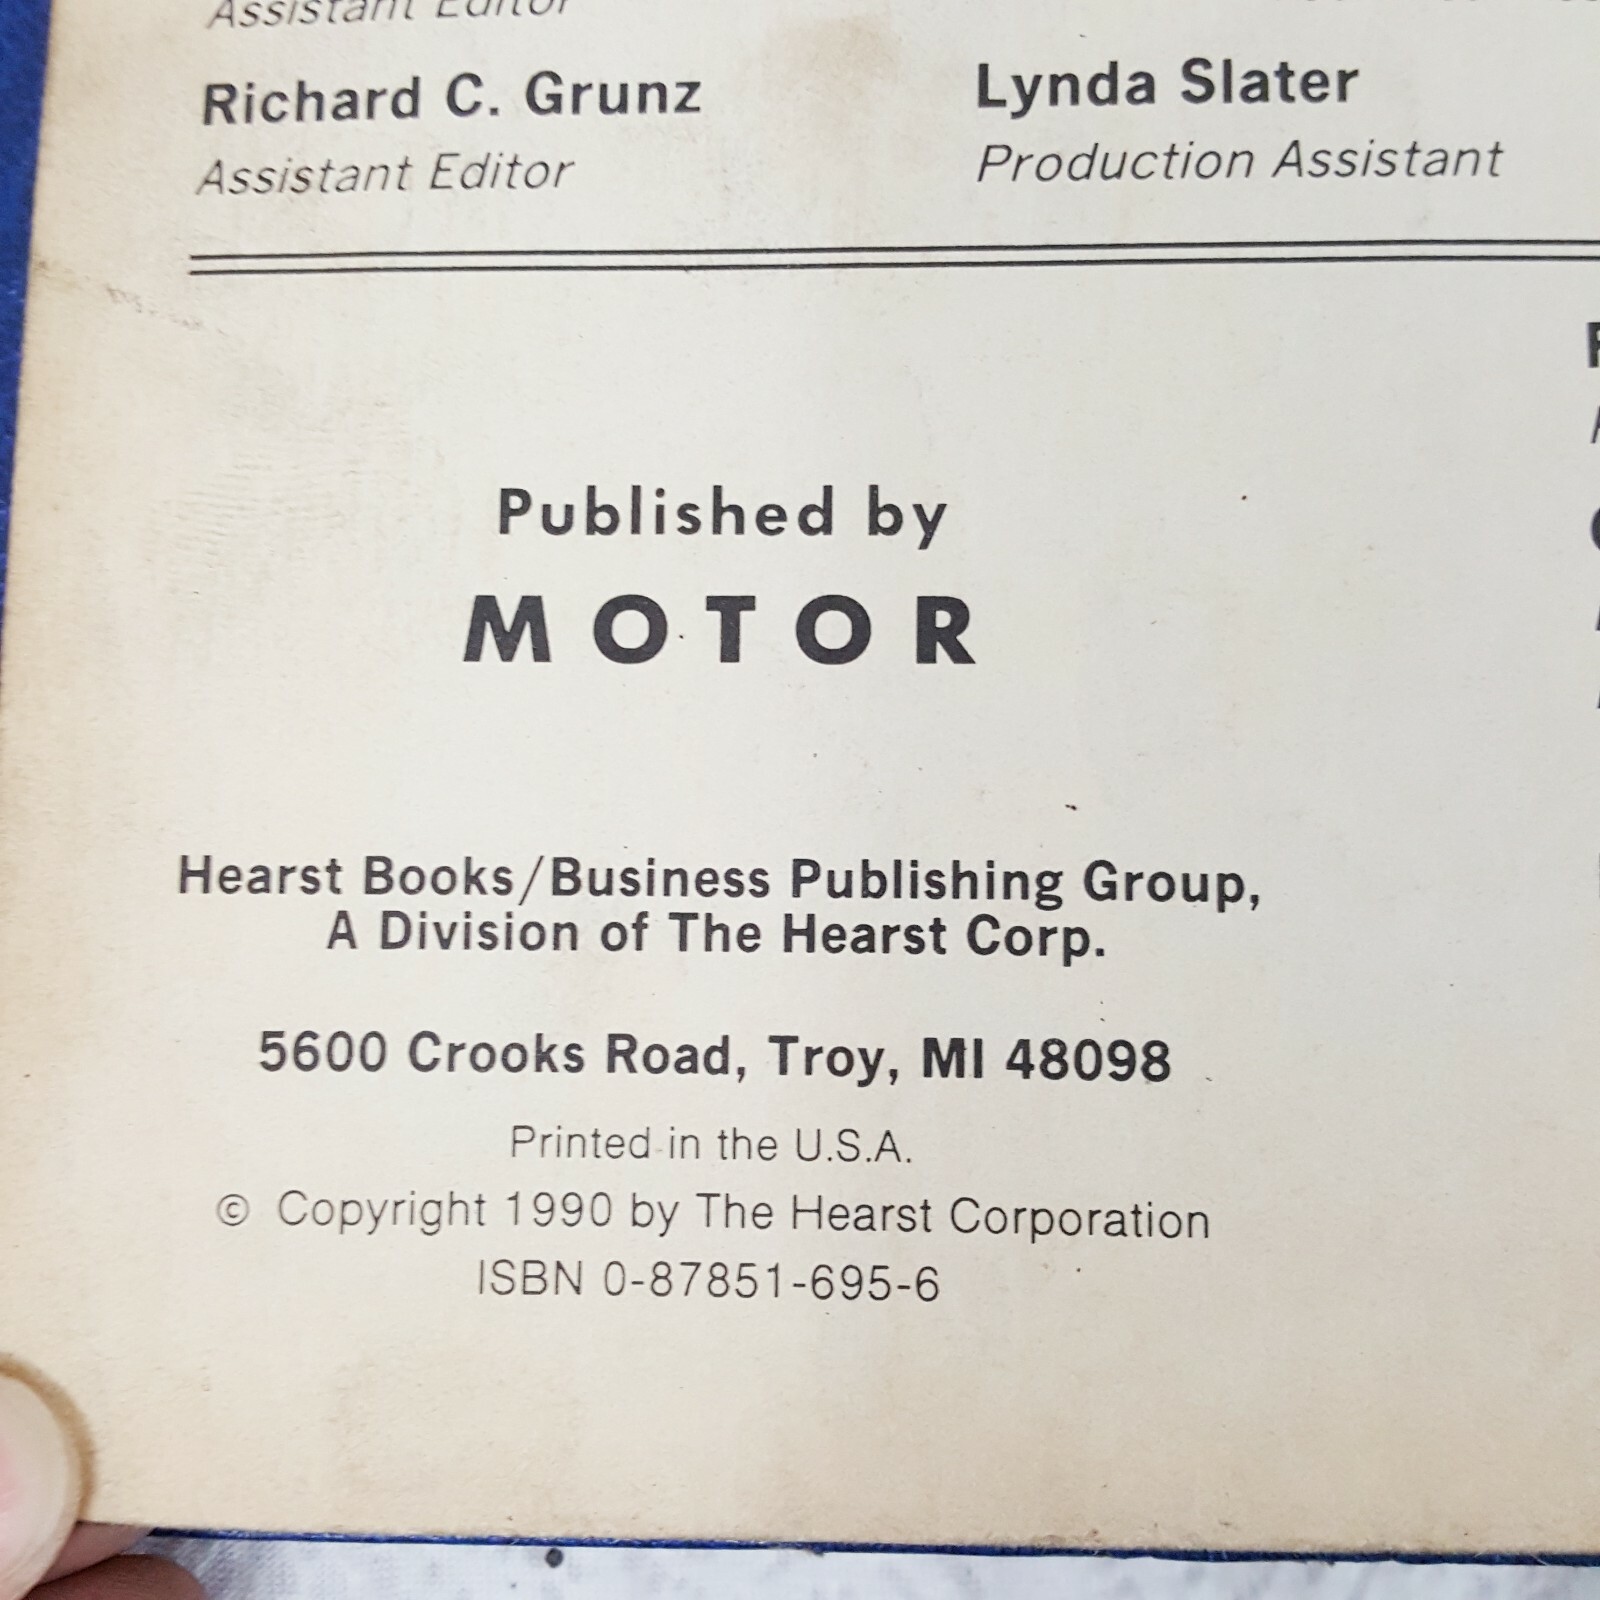 Assistant Editor
Richard C. Grunz
Assistant Editor
Lynda Slater
Production Assistant
Published by
MOTOR
Hearst Books/Business Publishing Group,
A Division of The Hearst Corp.
5600 Crooks Road, Troy, MI 48098
Printed in the U.S.A.
© Copyright 1990 by The Hearst Corporation
ISBN 0-87851-695-6